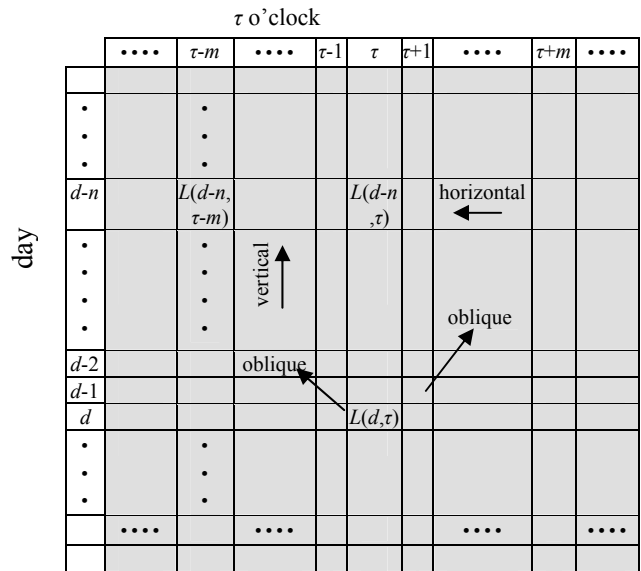 τ o’clock
•••• τ-m •••• τ-1 τ τ+1 •••• τ+m ••••
day
• •
• •
• •
d-n L(d-n, τ-m) L(d-n ,τ) horizontal
• •
• •
• •
• •
vertical
oblique
d-2 oblique
d-1
d L(d,τ)
• •
• •
• •
•••• •••• •••• ••••